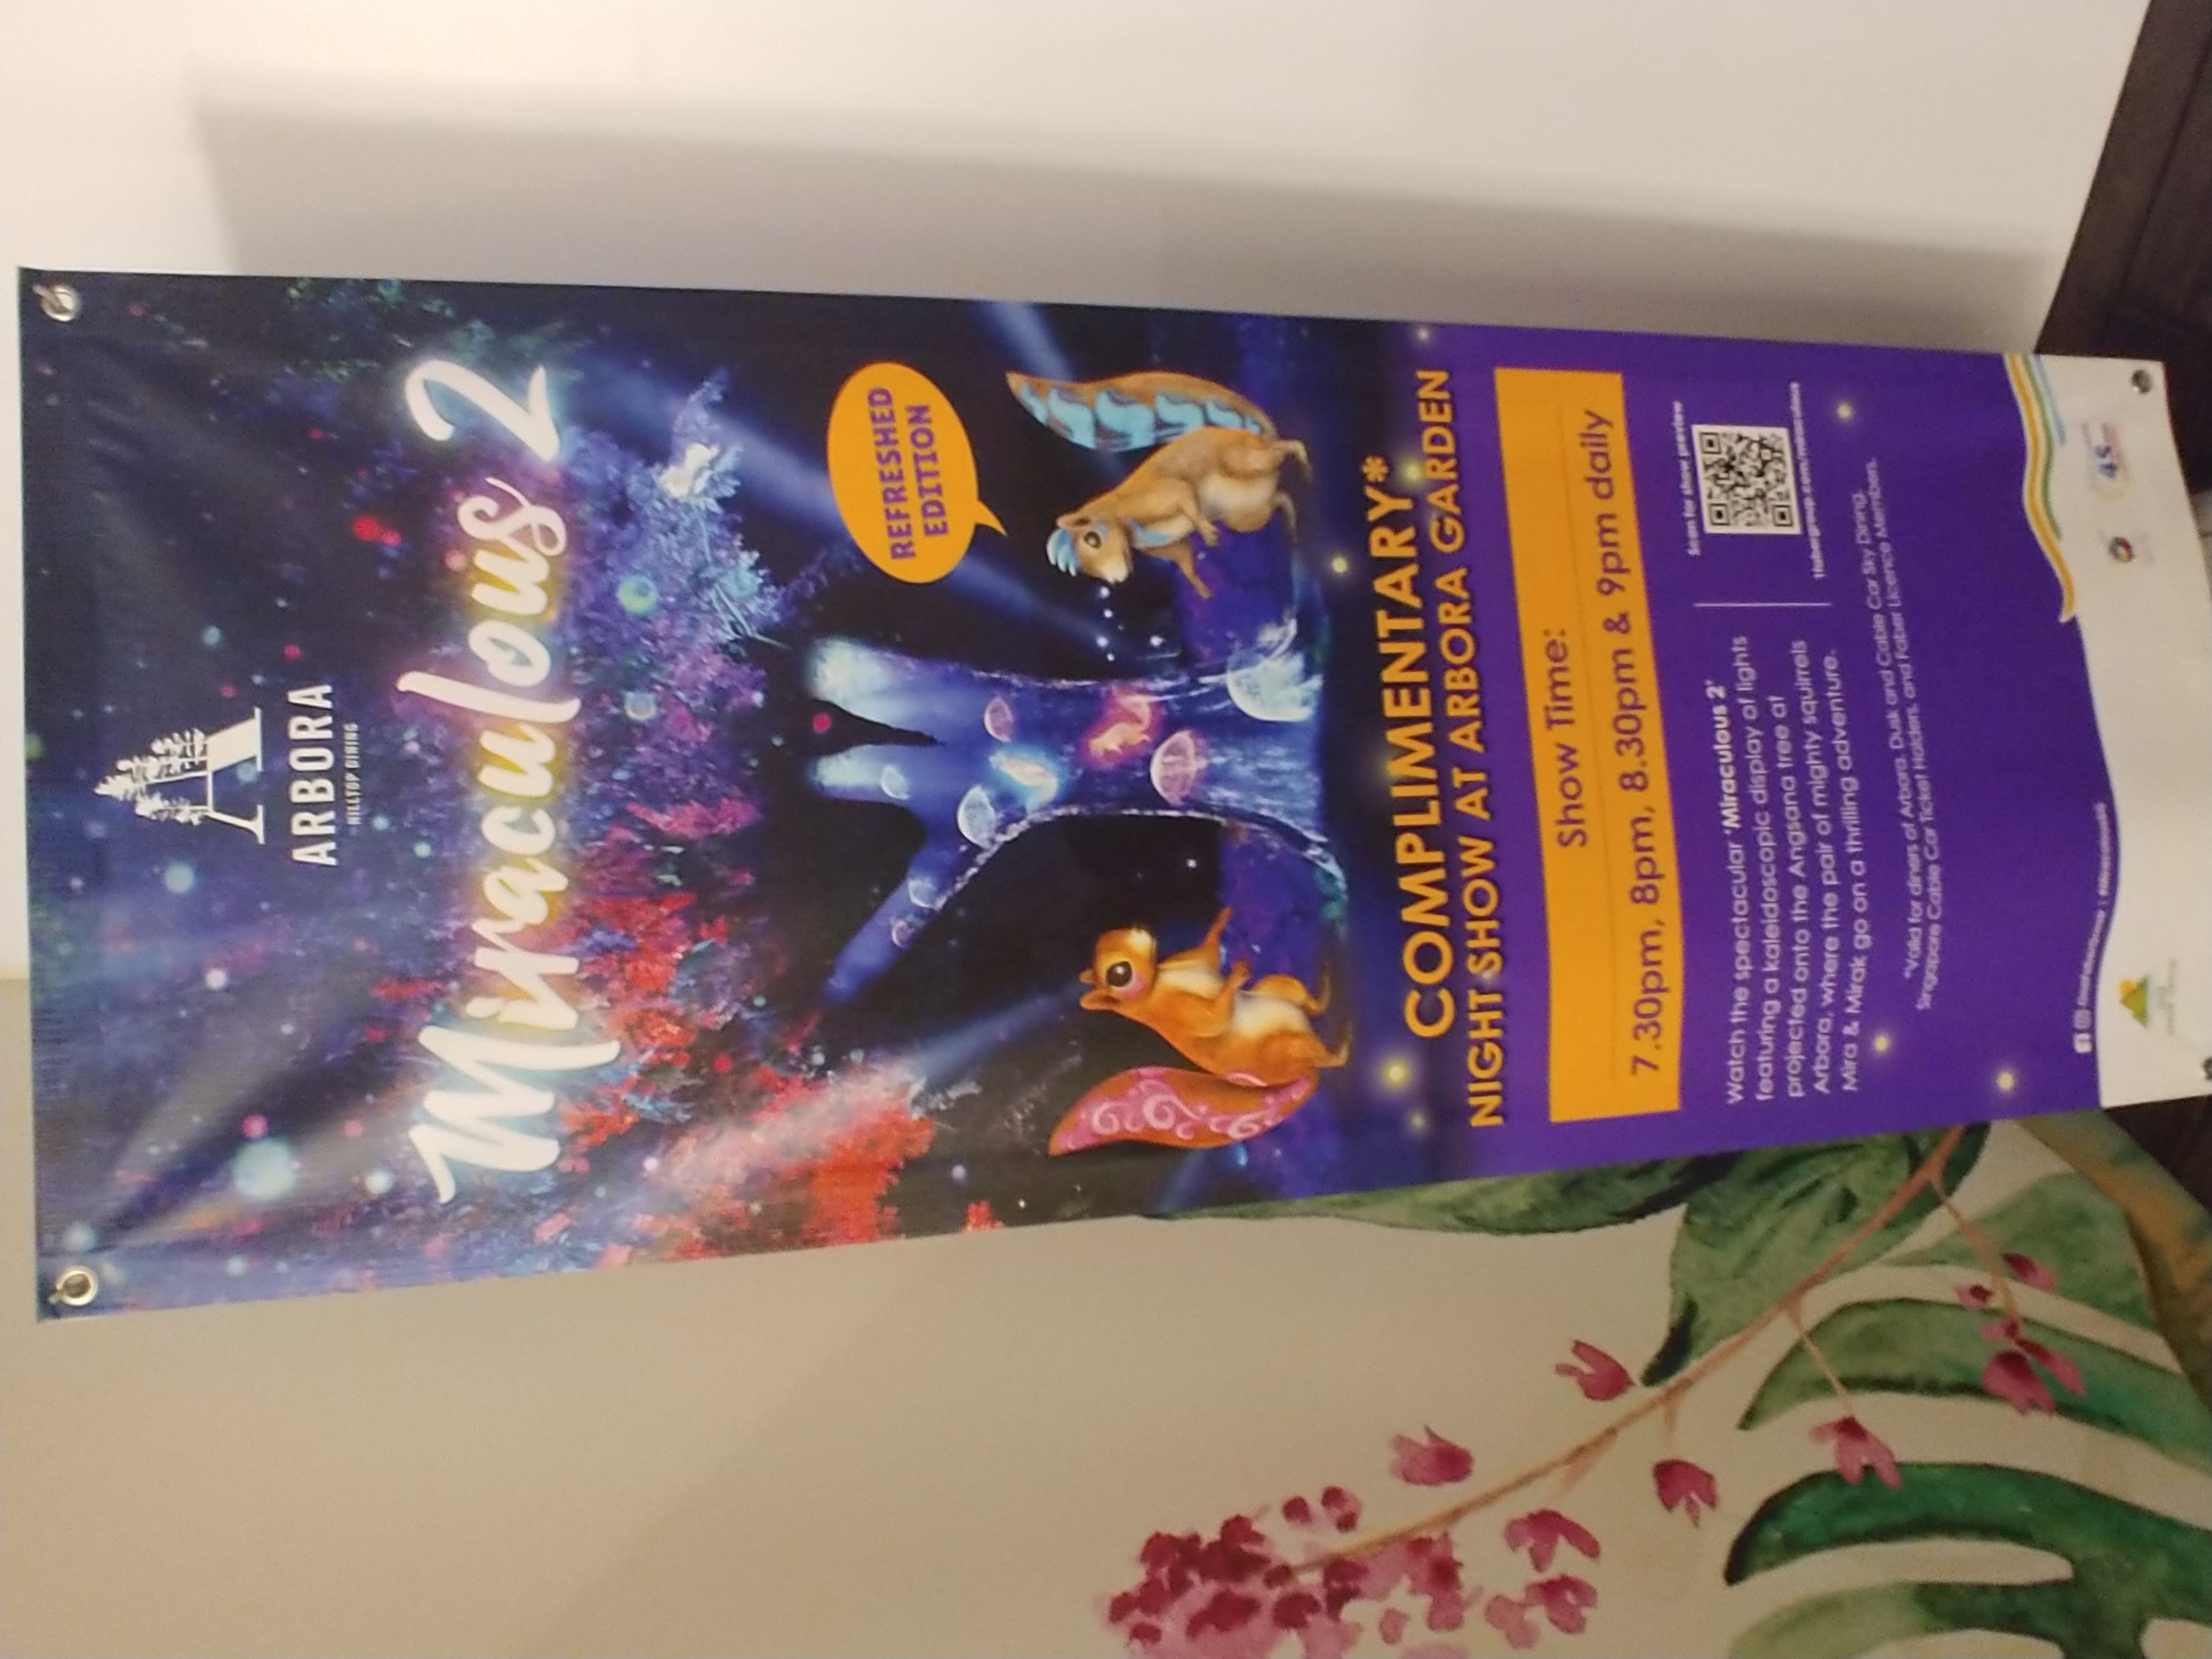 ARBORA
HILLTOP DINING
Miraculous 2
REFRESHED
EDITION
COMPLIMENTARY*
NIGHT SHOW AT ARBORA GARDEN
Show Time:
7.30pm, 8pm, 8.30pm & 9pm daily
Watch the spectacular 'Miraculous 2'
featuring a kaleidoscopic display of lights
projected onto the Angsana tree at
Arbora, where the pair of mighty squirrels
Mira & Mirak go on a thrilling adventure.
Scan for show preview
*Valid for diners of Arbora, Dusk and Cable Car Sky Dining,
Singapore Cable Car Ticket Holders, and Faber Licence Members.
45